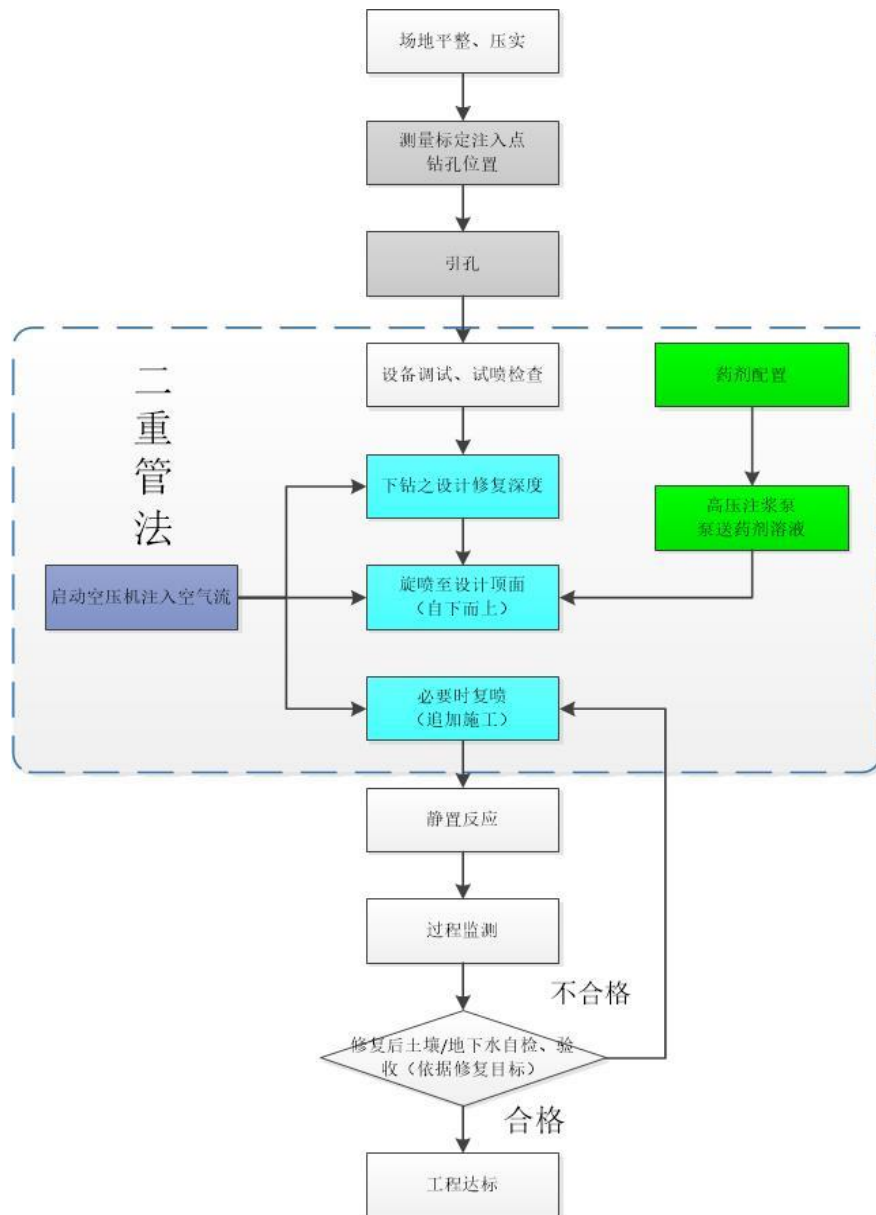 场地平整、压实
测量标定注入点
钻孔位置
引孔
二重管法
设备调试、试喷检查
药剂配置
下钻之设计修复深度
高压注浆泵
泵送药剂溶液
启动空压机注入空气流
旋喷至设计顶面
（自下而上）
必要时复喷
（追加施工）
静置反应
过程监测
不合格
修复后土壤/地下水自检、验
收（依据修复目标）
合格
工程达标